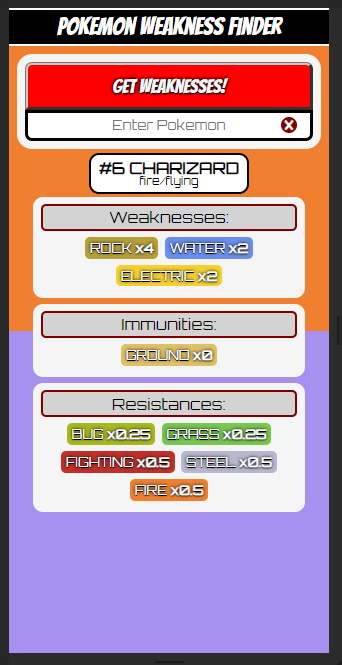 POKEMON WEAKNESS FINDER
GET WEAKNESSES!
Enter Pokemon
#6 CHARIZARD
fire/flying
Weaknesses:
ROCK x4 WATER x2
ELECTRIC x2
Immunities:
GROUND x0
Resistances:
BUG x0.25 GRASS x0.25
FIGHTING x0.5 STEEL x0.5
FIRE x0.5